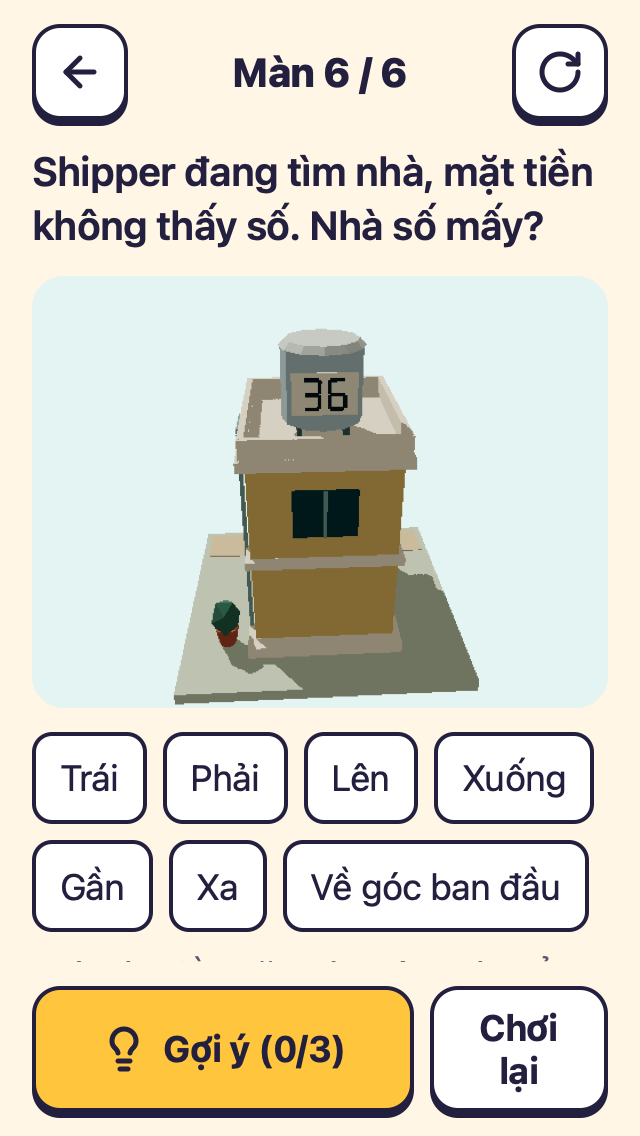 Màn 6 / 6
Shipper đang tìm nhà, mặt tiền
không thấy số. Nhà số mấy?
36
Trái
Phải
Lên
Xuống
Gần
Xa
Về góc ban đầu
Gợi ý (0/3)
Chơi
lại